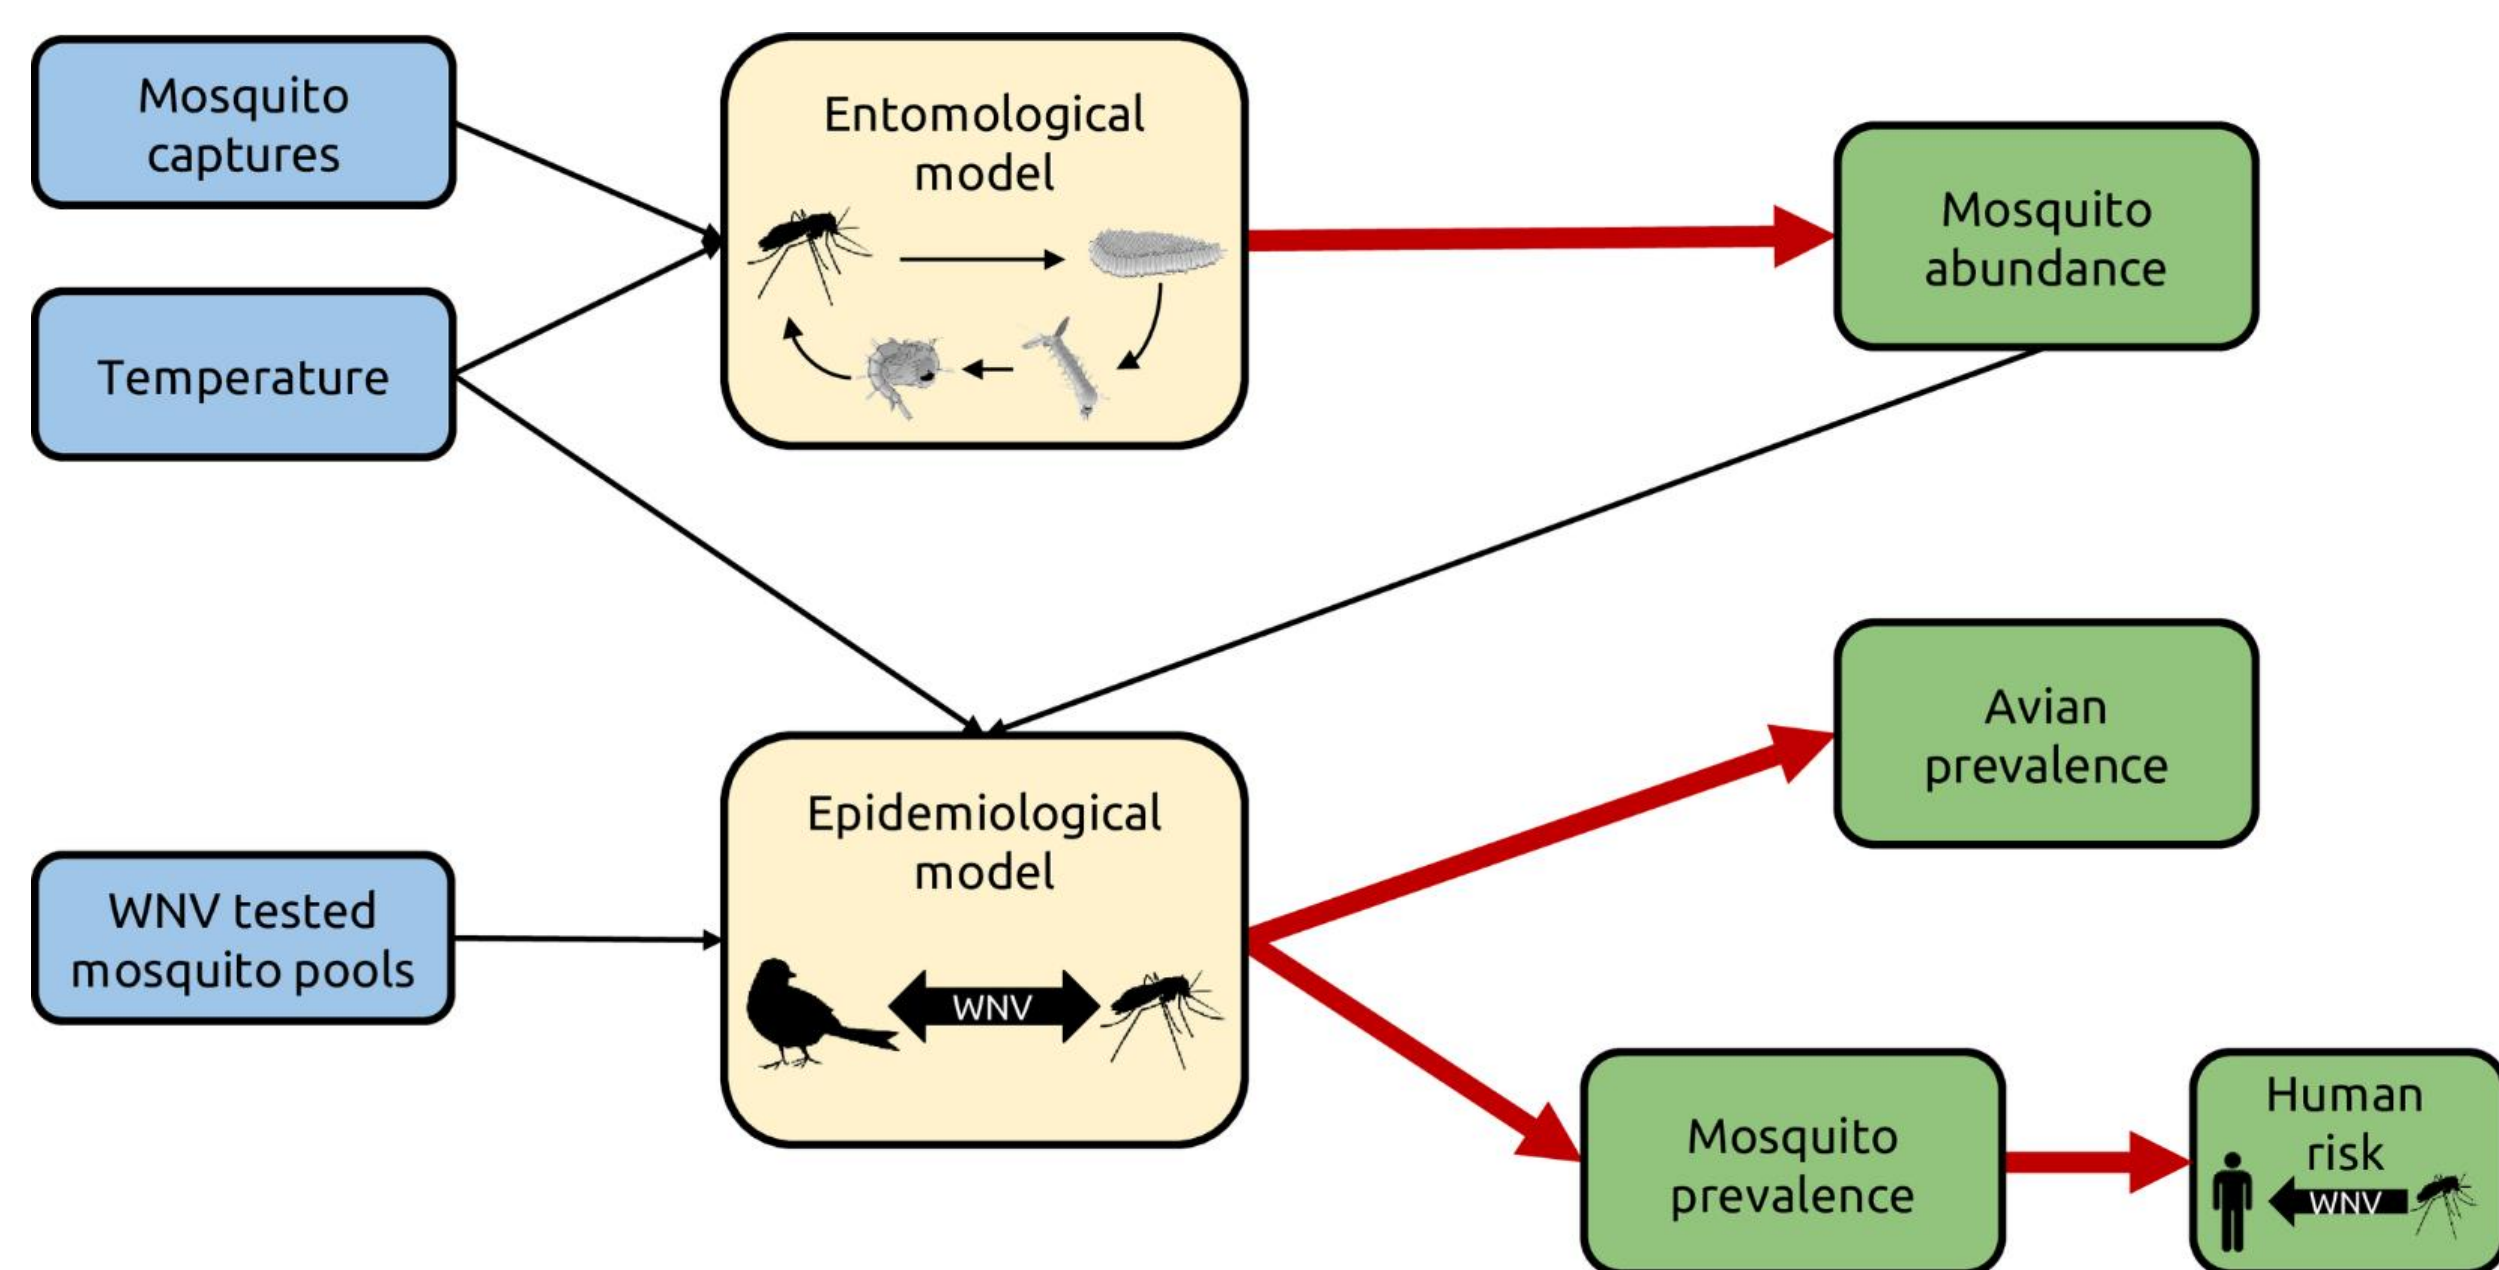 Mosquito
captures
Temperature
WNV tested
mosquito pools
Entomological
model
Epidemiological
model
WNV
Mosquito
abundance
Avian
prevalence
Mosquito
prevalence
Human
risk
WNV